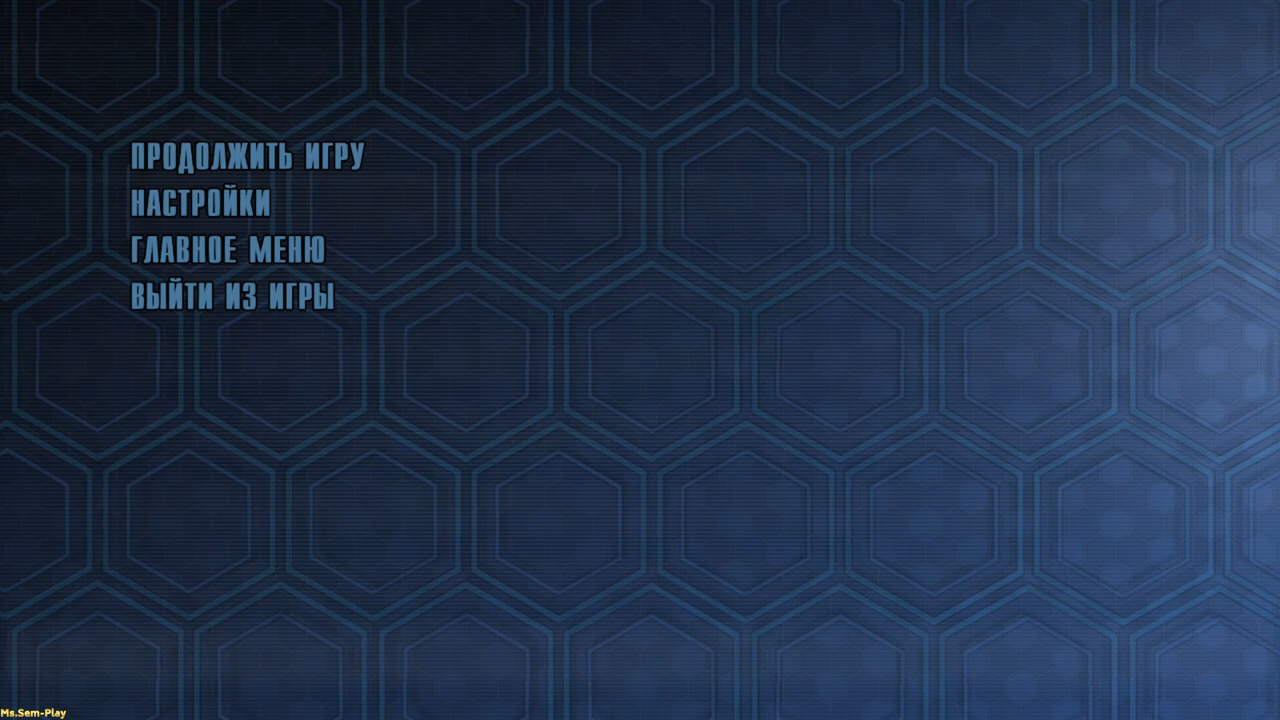 ПРОДОЛЖИТЬ ИГРУ
НАСТРОЙКИ
ГЛАВНОЕ МЕНЮ
ВЫЙТИ ИЗ ИГРЫ
Ms.Sem-Play